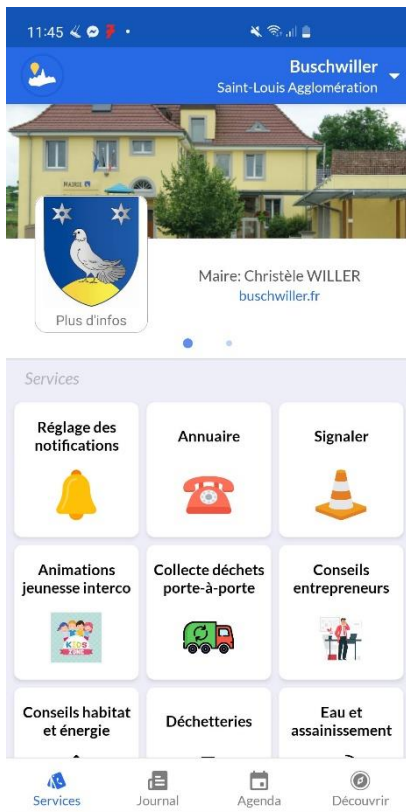 11:45
Buschwiller
Saint-Louis Agglomération
MAIRIE
Maire: Christèle WILLER
buschwiller.fr
Plus d'infos
Services
Réglage des
notifications
Annuaire
Signaler
Animations
jeunesse interco
Collecte déchets
porte-à-porte
Conseils
entrepreneurs
KIDS
ZONE
Conseils habitat
et énergie
Déchetteries
Eau et
assainissement
Services
Journal
Agenda
Découvrir